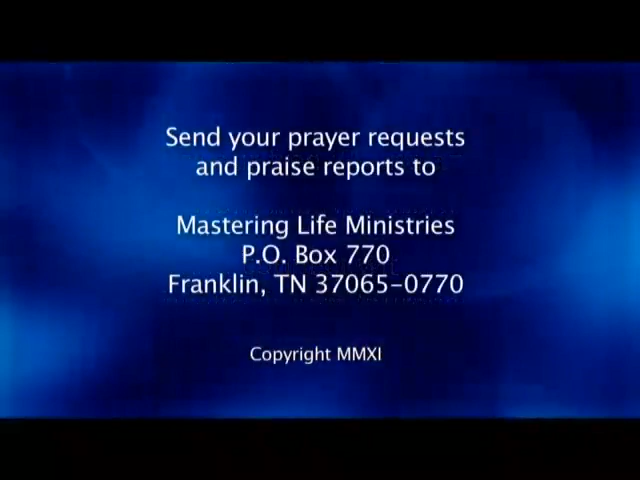 Send your prayer requests
and praise reports to
Mastering Life Ministries
P.O. Box 770
Franklin, TN 37065-0770
Copyright MMXI